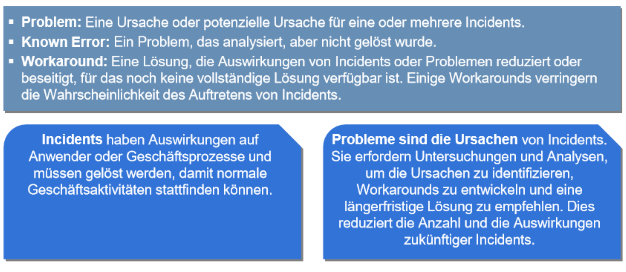 ▪ Problem: Eine Ursache oder potenzielle Ursache für eine oder mehrere Incidents.
▪ Known Error: Ein Problem, das analysiert, aber nicht gelöst wurde.
▪ Workaround: Eine Lösung, die Auswirkungen von Incidents oder Problemen reduziert oder
beseitigt, für das noch keine vollständige Lösung verfügbar ist. Einige Workarounds verringern
die Wahrscheinlichkeit des Auftretens von Incidents.
Incidents haben Auswirkungen auf
Anwender oder Geschäftsprozesse und
müssen gelöst werden, damit normale
Geschäftsaktivitäten stattfinden können.
Probleme sind die Ursachen von Incidents.
Sie erfordern Untersuchungen und Analysen,
um die Ursachen zu identifizieren,
Workarounds zu entwickeln und eine
längerfristige Lösung zu empfehlen. Dies
reduziert die Anzahl und die Auswirkungen
zukünftiger Incidents.